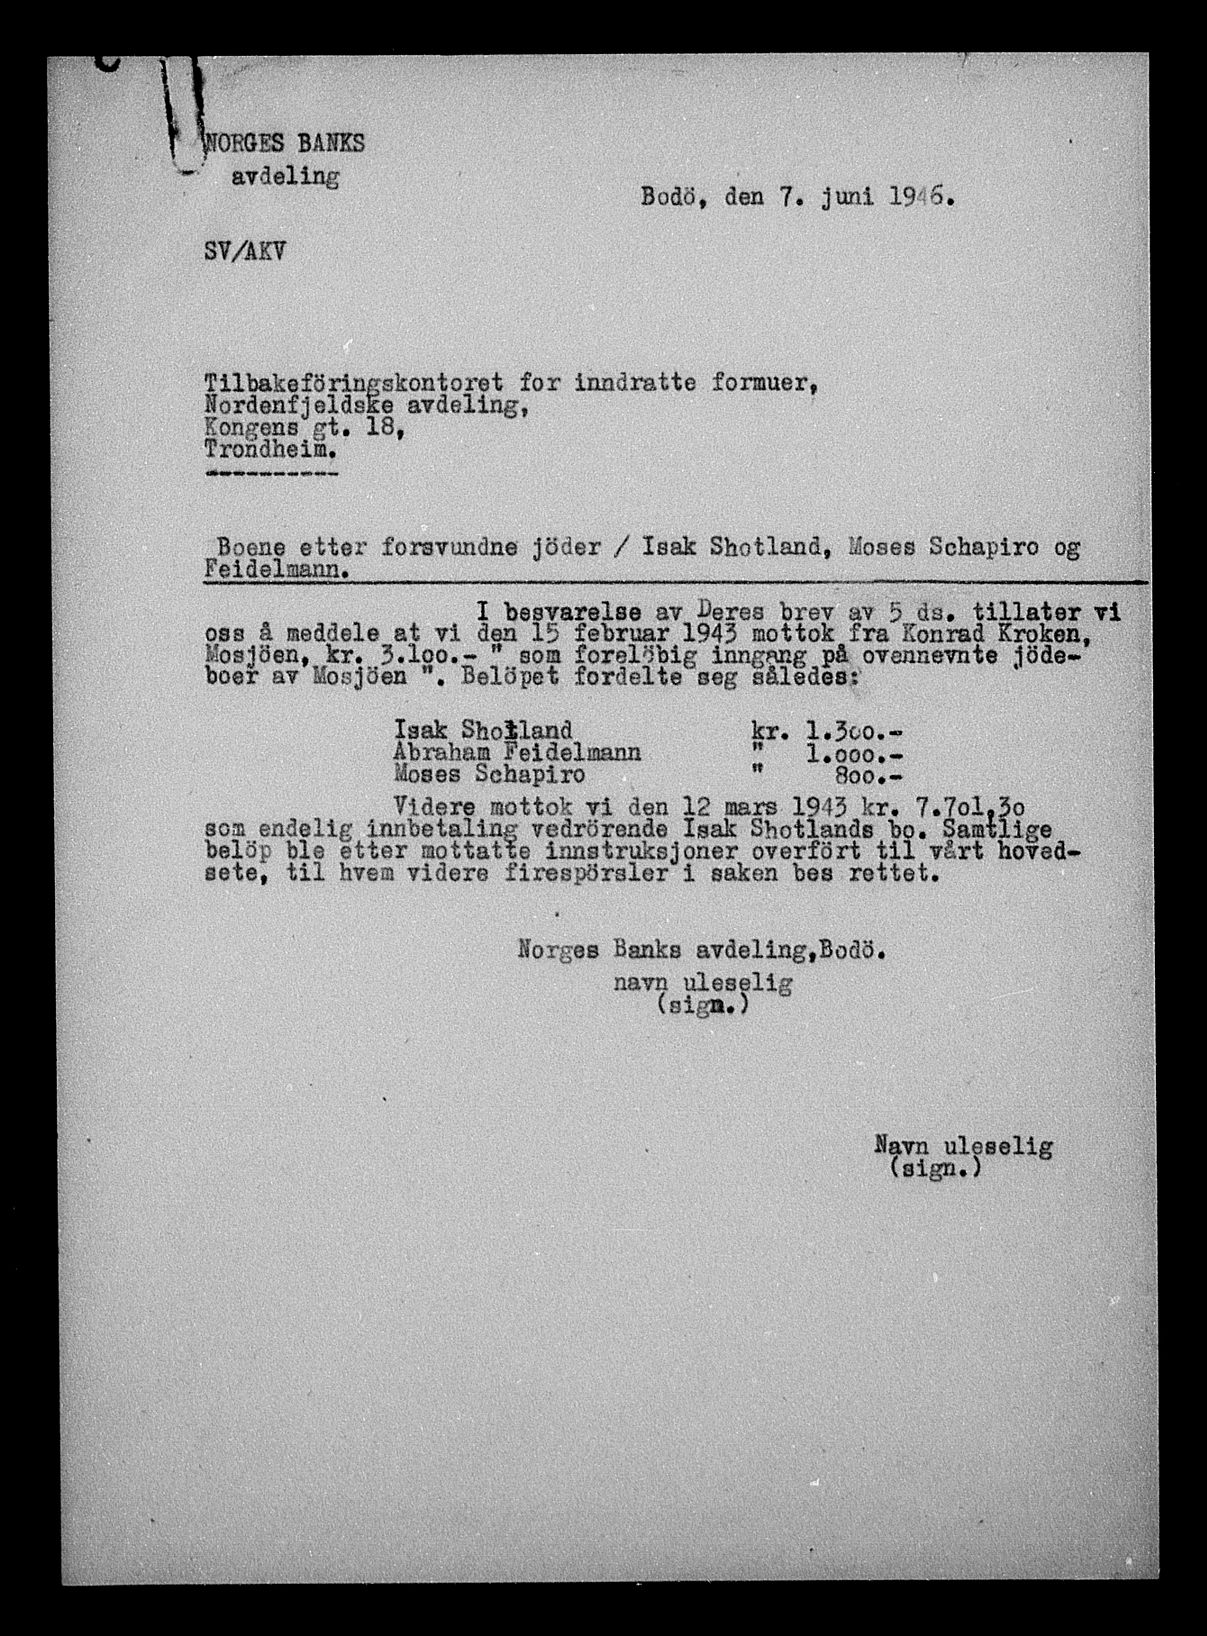 NORGES BANKS
avdeling
Bodö, den 7. juni 1946.
SV/AKV
Tilbakeföringskontoret for inndratte formuer,
Nordenfjeldske avdeling,
Kongens gt. 18,
Trondheim.
----------
Boene etter forsvundne jöder / Isak Shotland, Moses Schapiro og
Feidelmann.
I besvarelse av Deres brev av 5 ds. tillater vi
oss å meddele at vi den 15 februar 1943 mottok fra Konrad Kroken,
Mosjöen, kr. 3.loo.- " som forelöbig inngang på ovennevnte jöde-
boer av Mosjöen ". Belöpet fordelte seg således:
Isak Shotland kr. 1.3oo.-
Abraham Feidelmann " 1.ooo.-
Moses Schapiro " 8oo.-
Videre mottok vi den 12 mars 1943 kr. 7.7ol,3o
som endelig innbetaling vedrörende Isak Shotlands bo. Samtlige
belöp ble etter mottatte innstruksjoner overfört til vårt hoved-
sete, til hvem videre firespörsler i saken bes rettet.
Norges Banks avdeling,Bodö.
navn uleselig
(sign.)
Navn uleselig
(sign.)